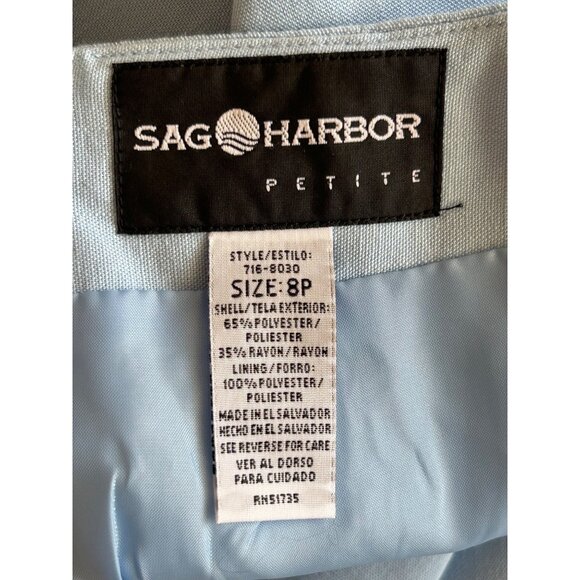 SAG HARBOR
PETITE
STYLE/ESTILO:
716-8030
SIZE: 8P
SHELL/TELA EXTERIOR:
65% POLYESTER/
POLIESTER
35% RAYON/RAYON
LINING/FORRO:
100% POLYESTER/
POLIESTER
MADE IN EL SALVADOR
HECHO EN EL SALVADOR
SEE REVERSE FOR CARE
VER AL DORSO
PARA CUIDADO
RN51735